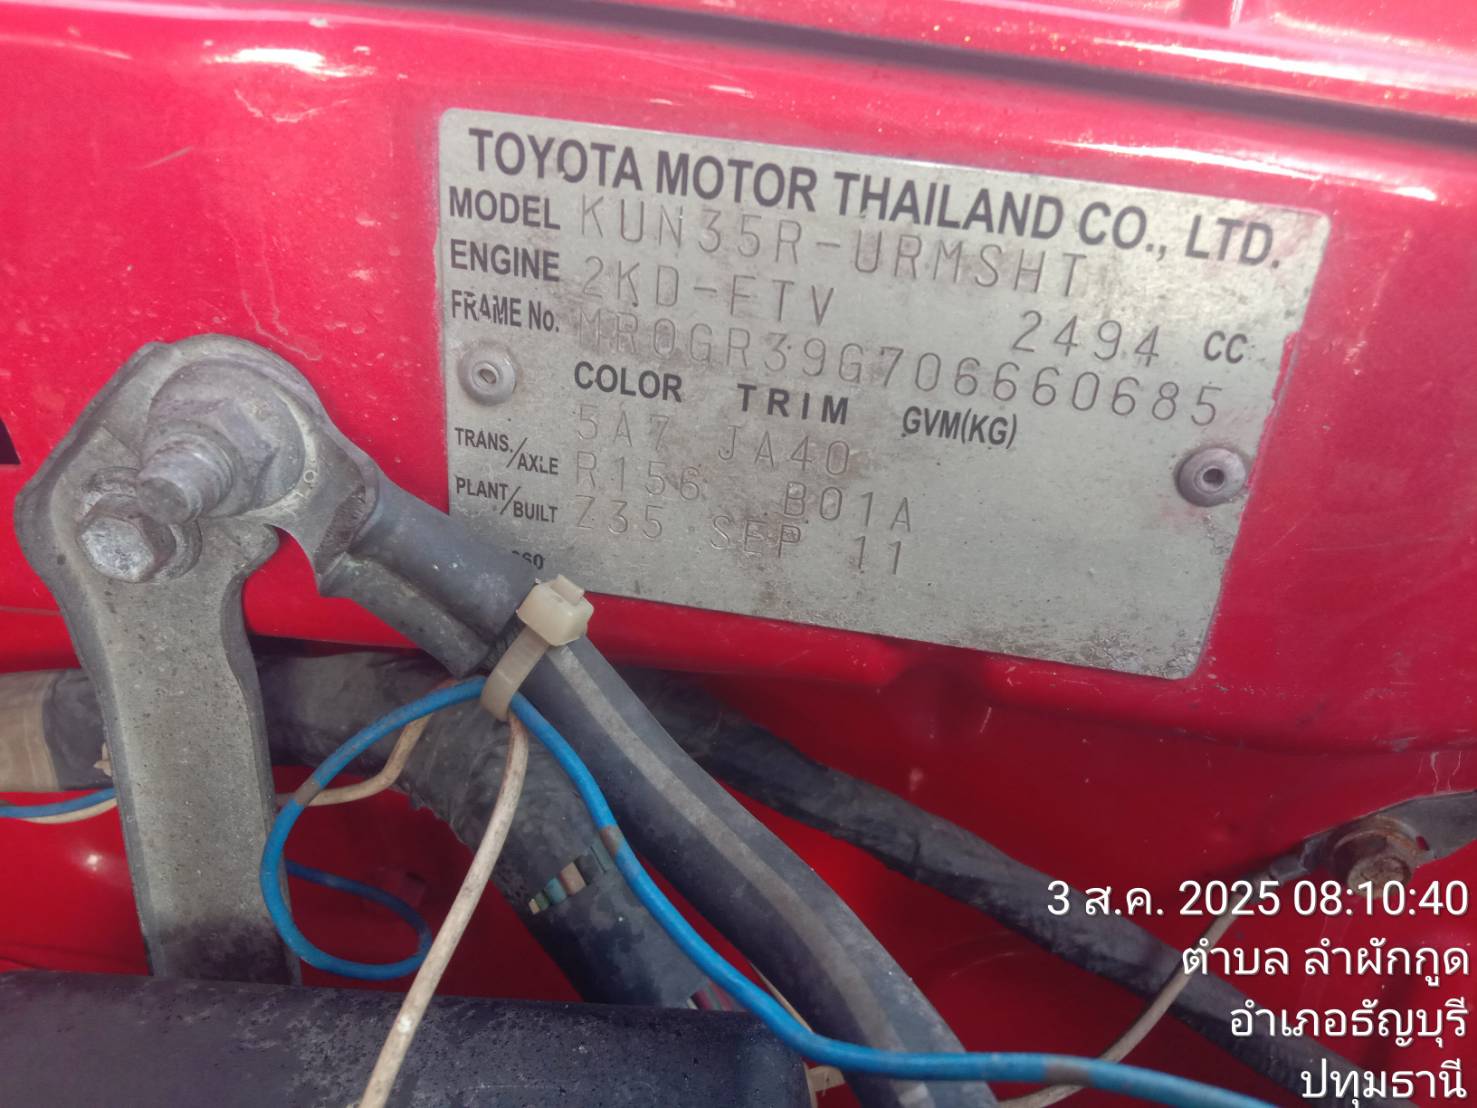 TOYOTA MOTOR THAILAND CO., LTD.
MODEL KUN35R-URMSHT
ENGINE 2KD-FTV 2494 CC
FRAME No. MR0GR39G706660685
COLOR TRIM GVM(KG)
5A7 JA40
TRANS./AXLE R156 B01A
PLANT/BUILT Z35 SEP 11
3 ส.ค. 2025 08:10:40
ตำบล ลำผักกูด
อำเภอธัญบุรี
ปทุมธานี